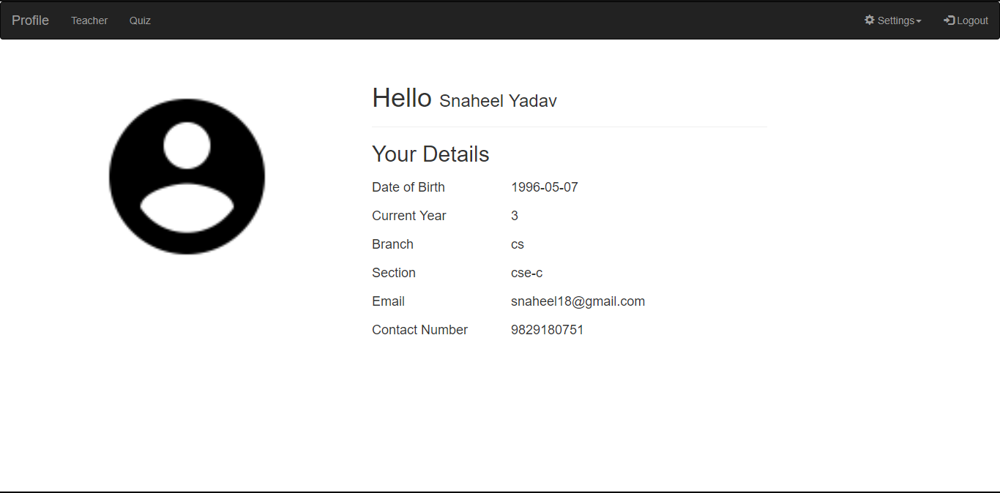 Profile Teacher Quiz Settings Logout
Hello Snaheel Yadav
Your Details
Date of Birth 1996-05-07
Current Year 3
Branch cs
Section cse-c
Email snaheel18@gmail.com
Contact Number 9829180751